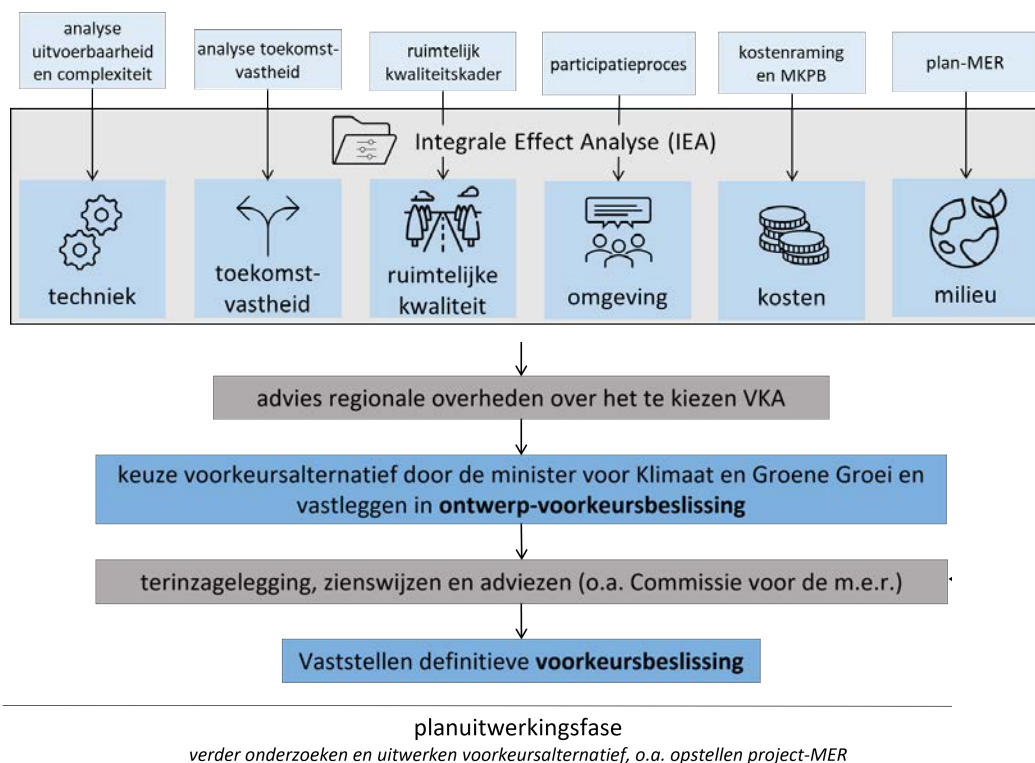 analyse
uitvoerbaarheid
en complexiteit
analyse toekomst-
vastheid
ruimtelijk
kwaliteitskader
participatieproces
kostenraming
en MKPB
plan-MER
Integrale Effect Analyse (IEA)
techniek
toekomst-
vastheid
ruimtelijke
kwaliteit
omgeving
kosten
milieu
advies regionale overheden over het te kiezen VKA
keuze voorkeursalternatief door de minister voor Klimaat en Groene Groei en
vastleggen in ontwerp-voorkeursbeslissing
terinzagelegging, zienswijzen en adviezen (o.a. Commissie voor de m.e.r.)
Vaststellen definitieve voorkeursbeslissing
planuitwerkingsfase
verder onderzoeken en uitwerken voorkeursalternatief, o.a. opstellen project-MER